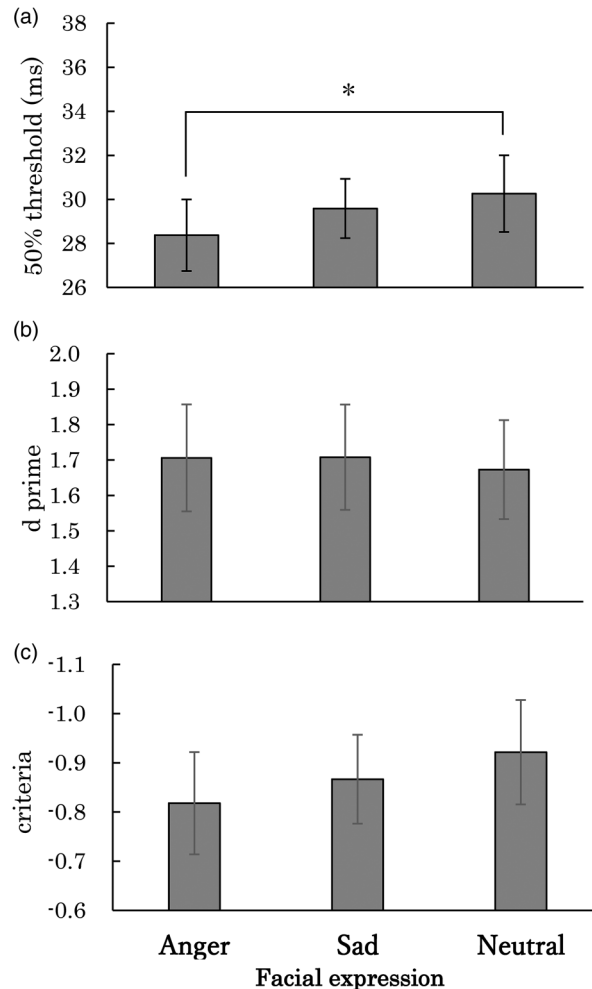 (a)
50% threshold (ms)
38
36
34
32
30
28
26
*
(b)
d prime
2.0
1.9
1.8
1.7
1.6
1.5
1.4
1.3
(c)
criteria
-1.1
-1.0
-0.9
-0.8
-0.7
-0.6
Anger Sad Neutral
Facial expression